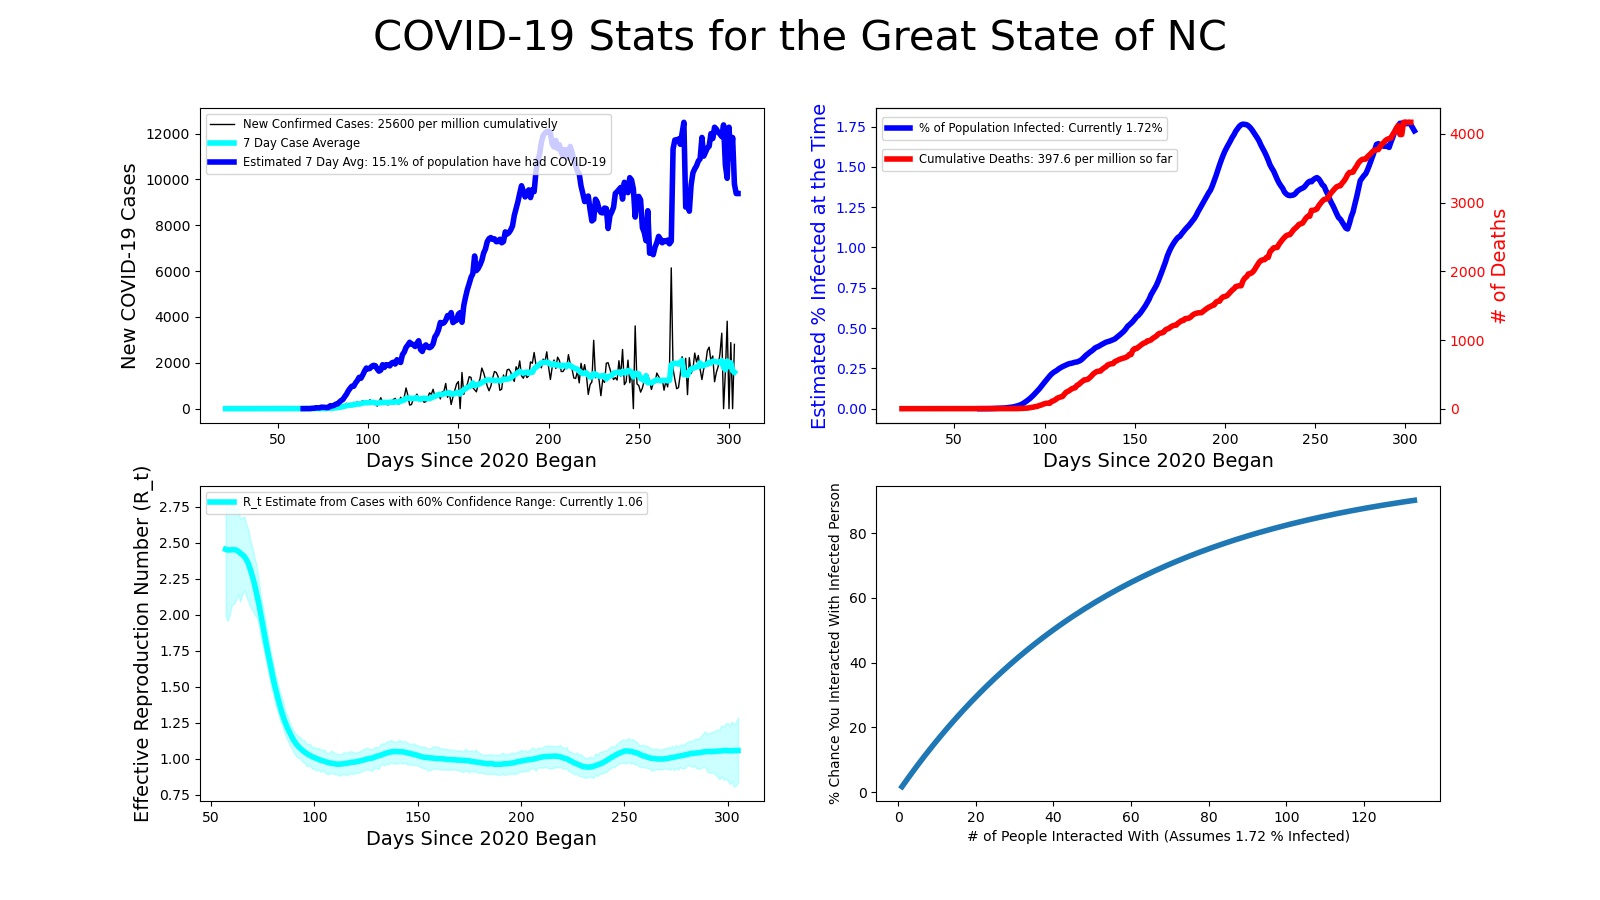 COVID-19 Stats for the Great State of NC
New COVID-19 Cases
12000
10000
8000
6000
4000
2000
0
New Confirmed Cases: 25600 per million cumulatively
7 Day Case Average
Estimated 7 Day Avg: 15.1% of population have had COVID-19
50 100 150 200 250 300
Days Since 2020 Began
Estimated % Infected at the Time
1.75
1.50
1.25
1.00
0.75
0.50
0.25
0.00
% of Population Infected: Currently 1.72%
Cumulative Deaths: 397.6 per million so far
4000
3000
2000
1000
0
# of Deaths
50 100 150 200 250 300
Days Since 2020 Began
Effective Reproduction Number (R_t)
2.75
2.50
2.25
2.00
1.75
1.50
1.25
1.00
0.75
R_t Estimate from Cases with 60% Confidence Range: Currently 1.06
50 100 150 200 250 300
Days Since 2020 Began
% Chance You Interacted With Infected Person
80
60
40
20
0
0 20 40 60 80 100 120
# of People Interacted With (Assumes 1.72 % Infected)